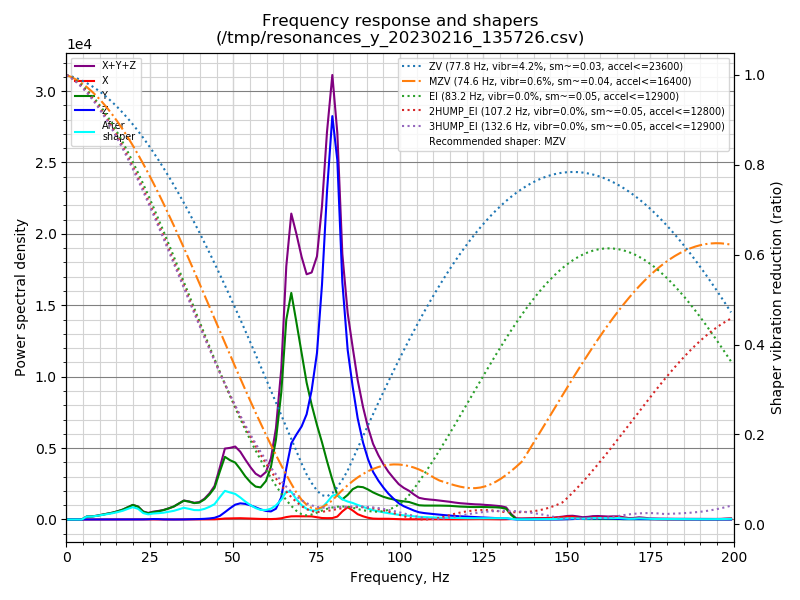 Frequency response and shapers
(/tmp/resonances_y_20230216_135726.csv)
1e4
X+Y+Z
X
Y
Z
After
shaper
ZV (77.8 Hz, vibr=4.2%, sm~=0.03, accel<=23600)
MZV (74.6 Hz, vibr=0.6%, sm~=0.04, accel<=16400)
EI (83.2 Hz, vibr=0.0%, sm~=0.05, accel<=12900)
2HUMP_EI (107.2 Hz, vibr=0.0%, sm~=0.05, accel<=12800)
3HUMP_EI (132.6 Hz, vibr=0.0%, sm~=0.05, accel<=12900)
Recommended shaper: MZV
Power spectral density
3.0
2.5
2.0
1.5
1.0
0.5
0.0
1.0
0.8
0.6
0.4
0.2
0.0
Shaper vibration reduction (ratio)
0 25 50 75 100 125 150 175 200
Frequency, Hz